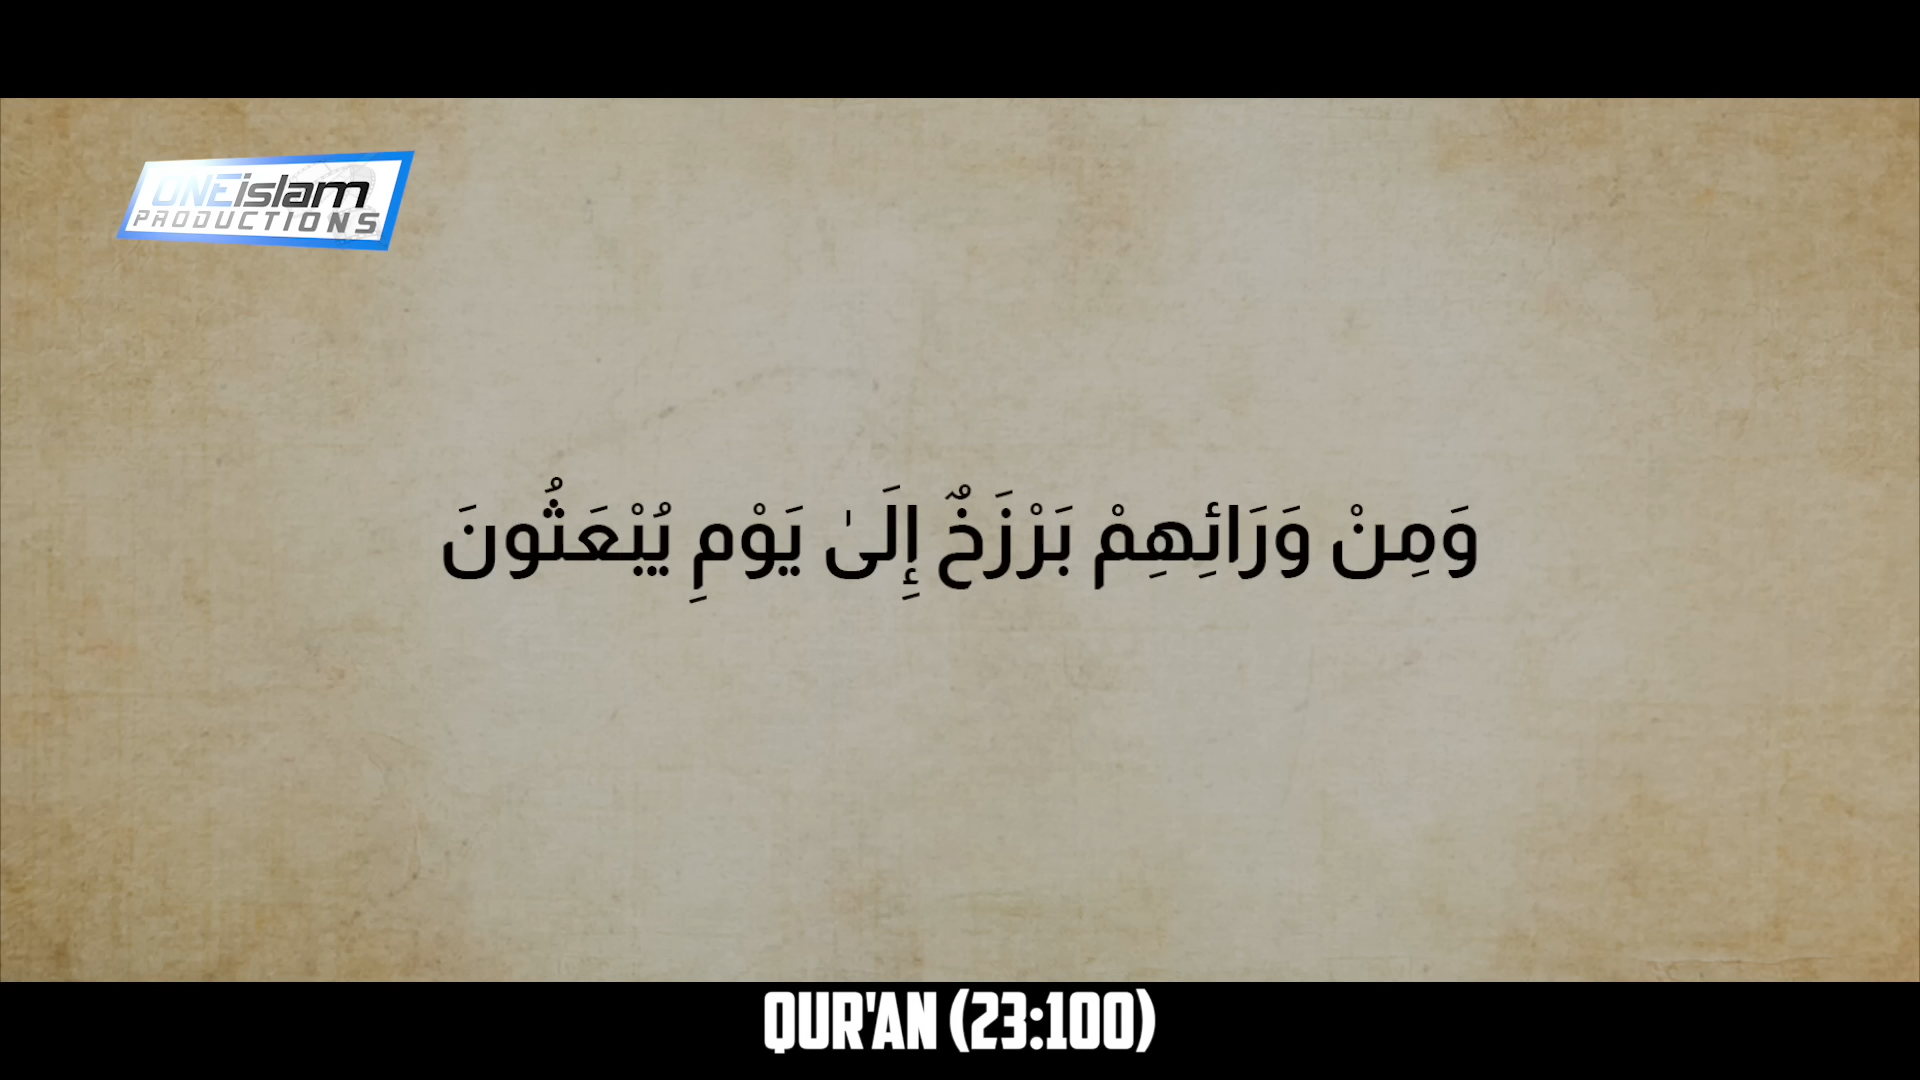 ONEislam
PRODUCTIONS
وَمِنْ وَرَائِهِمْ بَرْزَخٌ إِلَىٰ يَوْمِ يُبْعَثُونَ
QUR'AN (23:100)